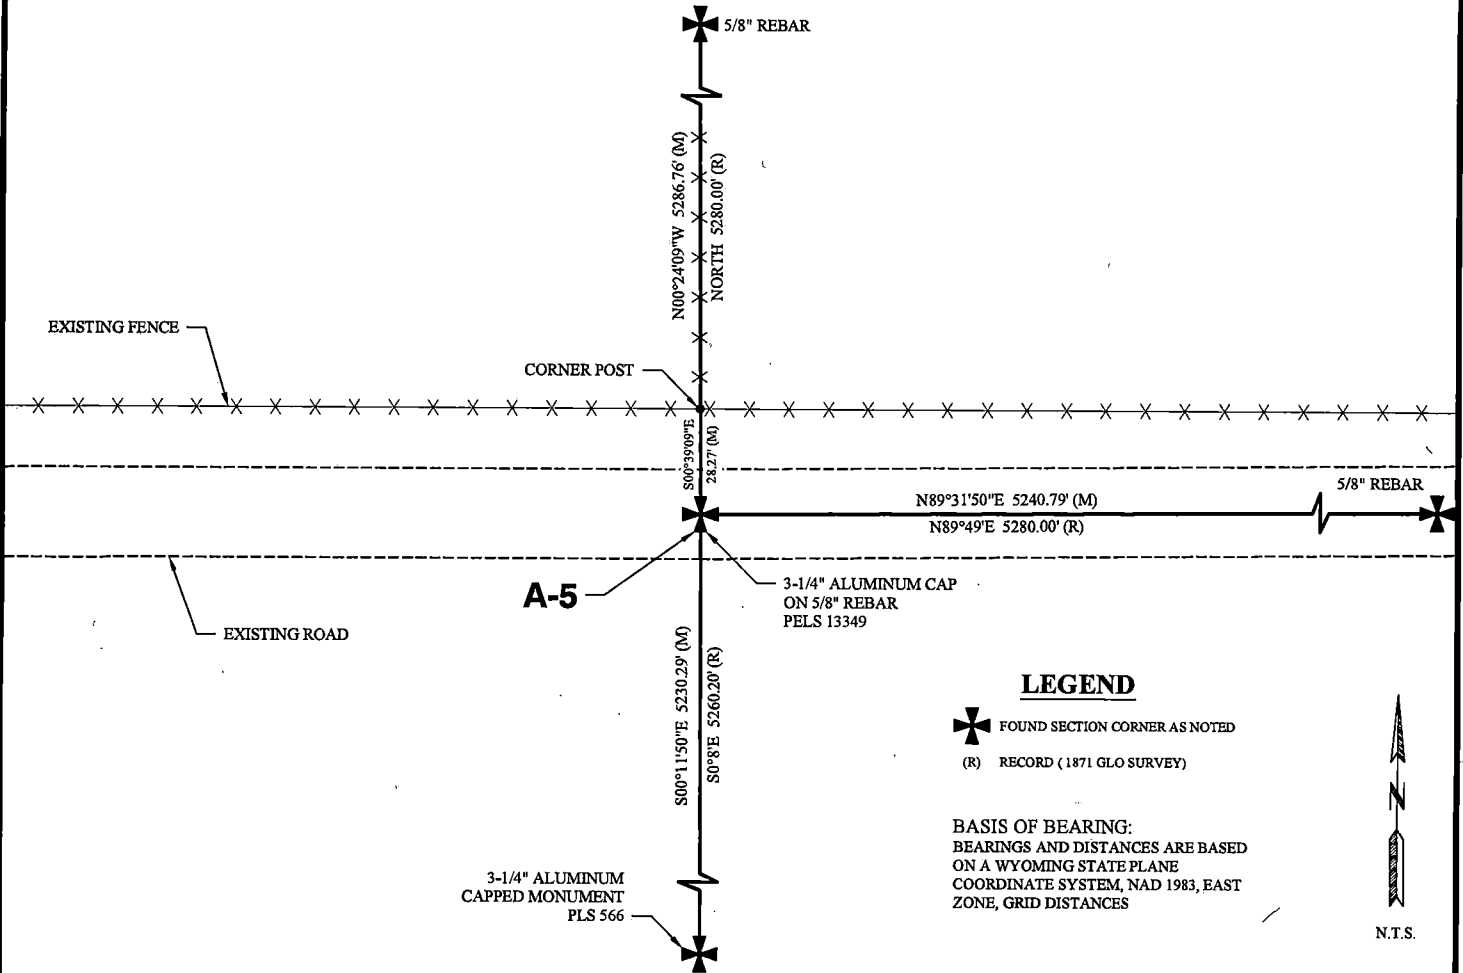 5/8" REBAR
N00°24'09"W 5286.76' (M)
NORTH 5280.00' (R)
EXISTING FENCE
CORNER POST
S00°39'09"E
28.27' (M)
5/8" REBAR
N89°31'50"E 5240.79' (M)
N89°49'E 5280.00' (R)
A-5
3-1/4" ALUMINUM CAP
ON 5/8" REBAR
PELS 13349
EXISTING ROAD
S00°11'50"E 5230.29' (M)
S0°8'E 5260.20' (R)
LEGEND
FOUND SECTION CORNER AS NOTED
(R) RECORD ( 1871 GLO SURVEY)
BASIS OF BEARING:
BEARINGS AND DISTANCES ARE BASED
ON A WYOMING STATE PLANE
COORDINATE SYSTEM, NAD 1983, EAST
ZONE, GRID DISTANCES
3-1/4" ALUMINUM
CAPPED MONUMENT
PLS 566
N
N.T.S.